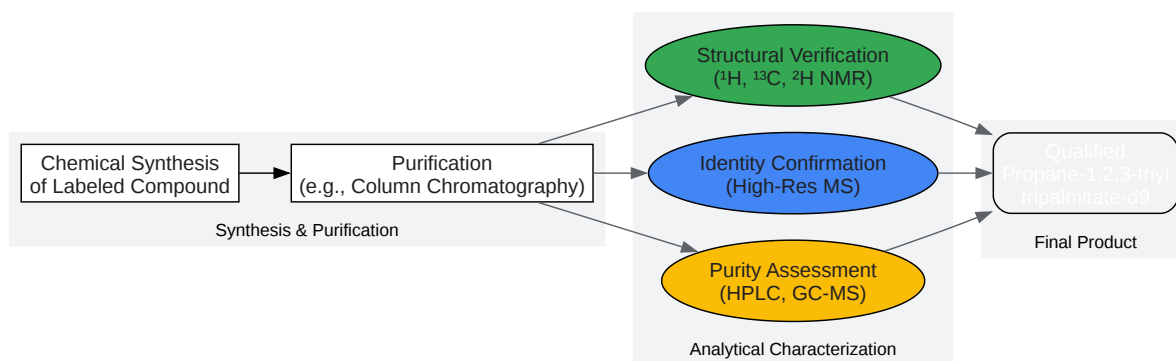 Chemical Synthesis
of Labeled Compound
Purification
(e.g., Column Chromatography)
Synthesis & Purification
Structural Verification
(¹H, ¹³C, ²H NMR)
Identity Confirmation
(High-Res MS)
Purity Assessment
(HPLC, GC-MS)
Analytical Characterization
Qualified
Propane-1,2,3-triyl
tripalmitate-d9
Final Product